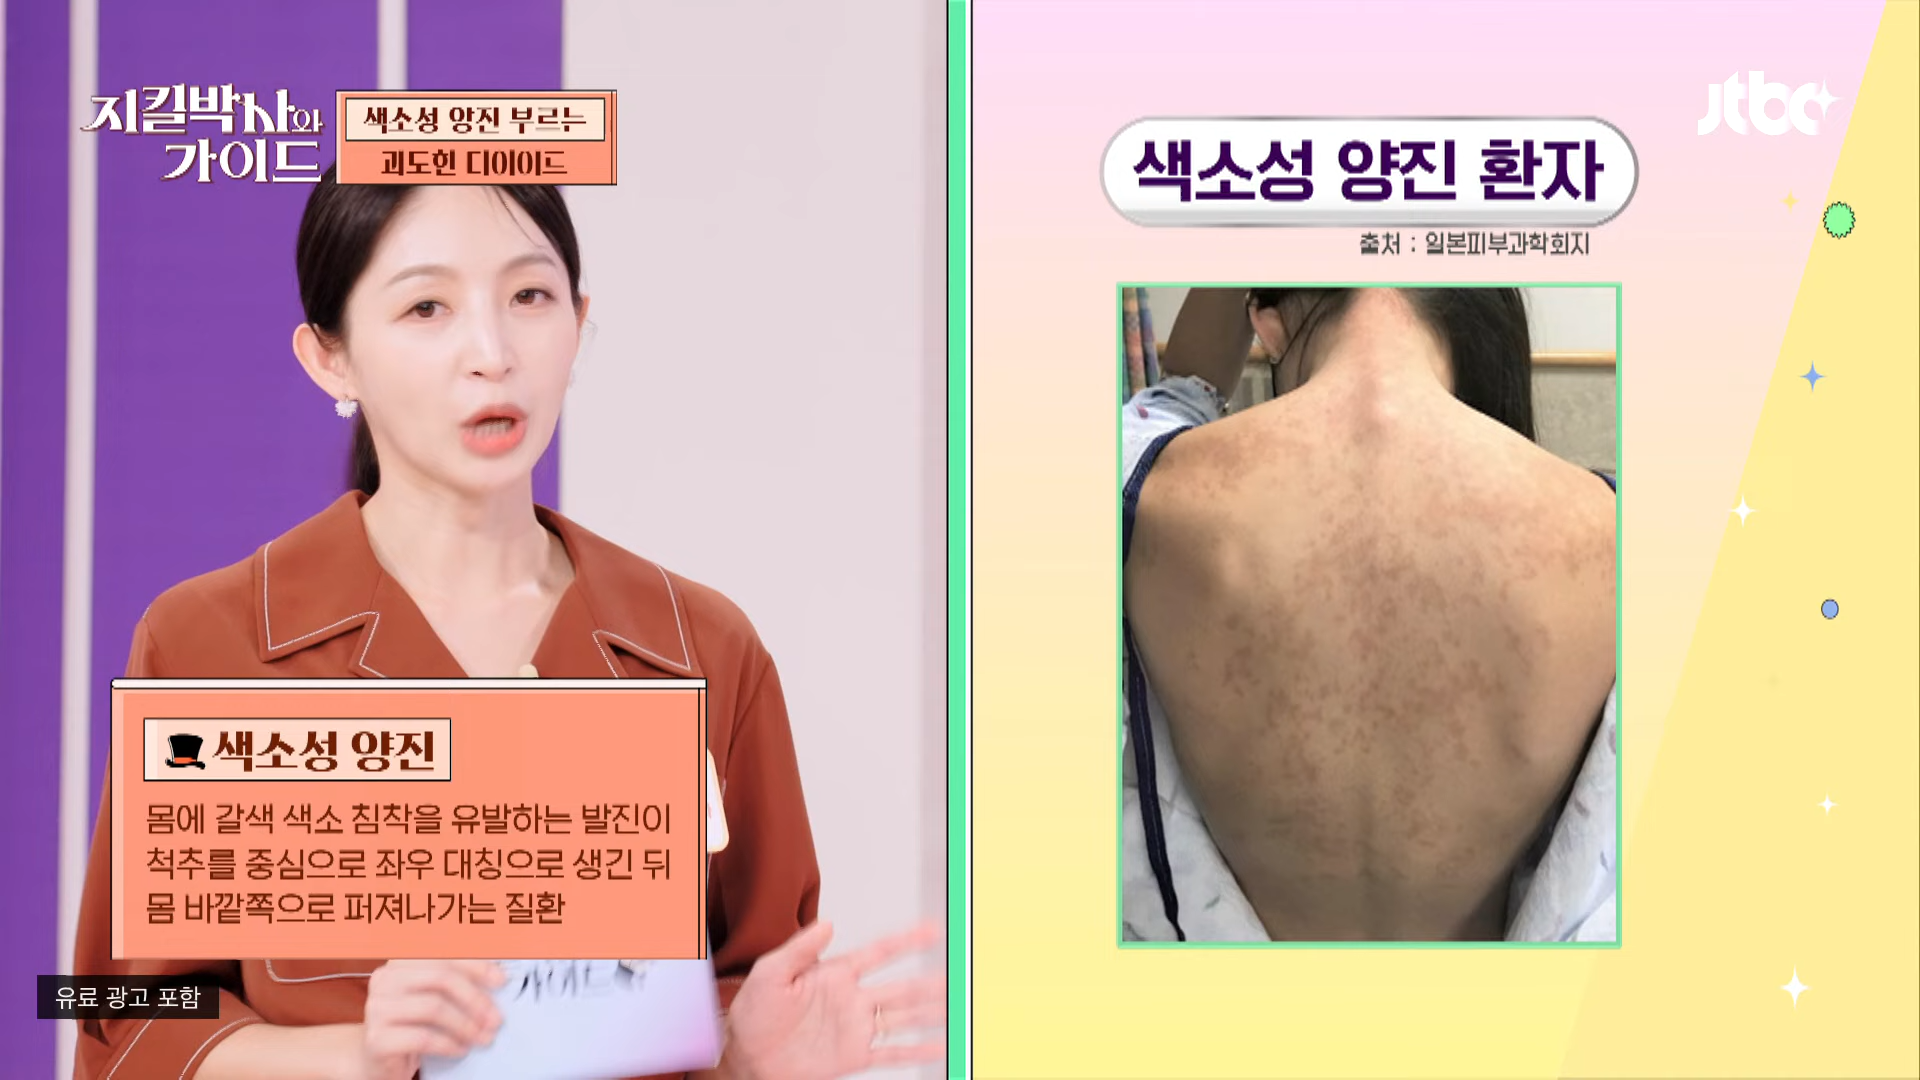 지킬박사와
가이드
색소성 양진 부르는
과도한 다이어트
jtbc
색소성 양진 환자
출처 : 일본피부과학회지
색소성 양진
몸에 갈색 색소 침착을 유발하는 발진이
척추를 중심으로 좌우 대칭으로 생긴 뒤
몸 바깥쪽으로 퍼져나가는 질환
가이드
유료 광고 포함